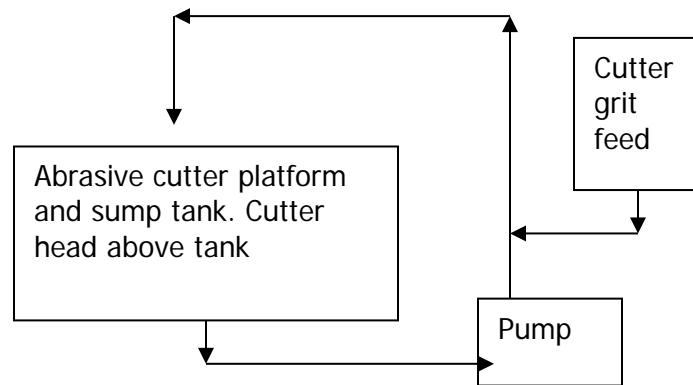 Cutter
grit
feed
Abrasive cutter platform
and sump tank. Cutter
head above tank
Pump